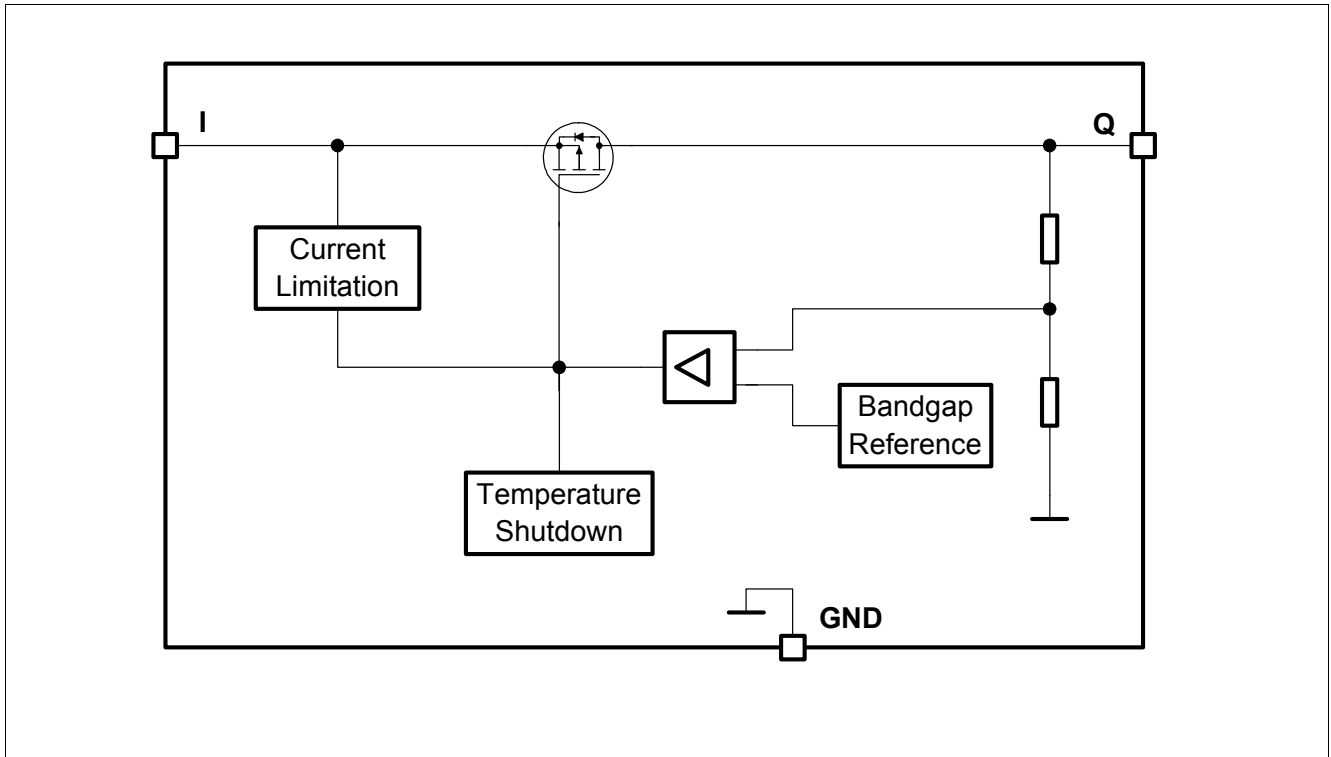 I
Q
Current
Limitation
Bandgap
Reference
Temperature
Shutdown
GND